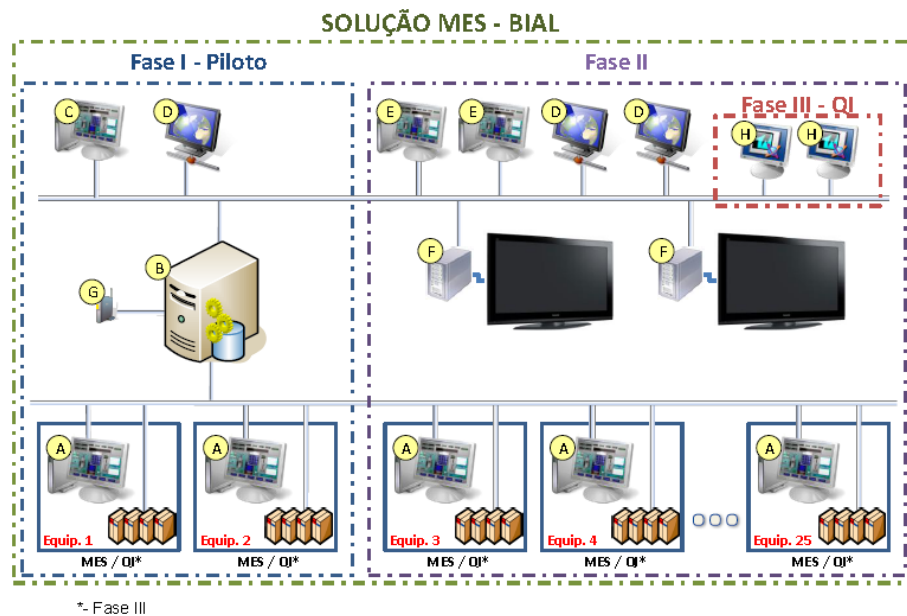 SOLUÇÃO MES - BIAL
Fase I - Piloto
Fase II
Fase III - QI
C
D
E
E
D
D
H
H
B
G
F
F
A
A
A
A
A
Equip. 1
Equip. 2
Equip. 3
Equip. 4
Equip. 25
MES / QI*
MES / QI*
MES / QI*
MES / QI*
MES / QI*
*- Fase III